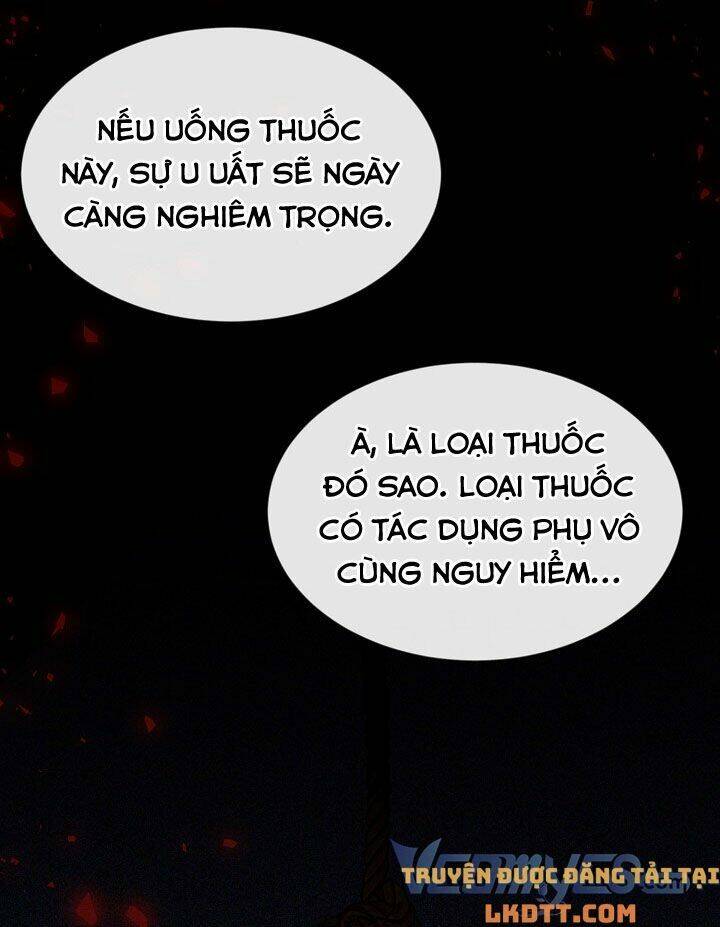 NẾU UỐNG THUỐC
NÀY, SỰ U UẤT SẼ NGÀY
CÀNG NGHIÊM TRỌNG.
À, LÀ LOẠI THUỐC
ĐÓ SAO. LOẠI THUỐC
CÓ TÁC DỤNG PHỤ VÔ
CÙNG NGUY HIỂM...
TRUYỆN ĐƯỢC ĐĂNG TẢI TẠI
LKDTT.COM